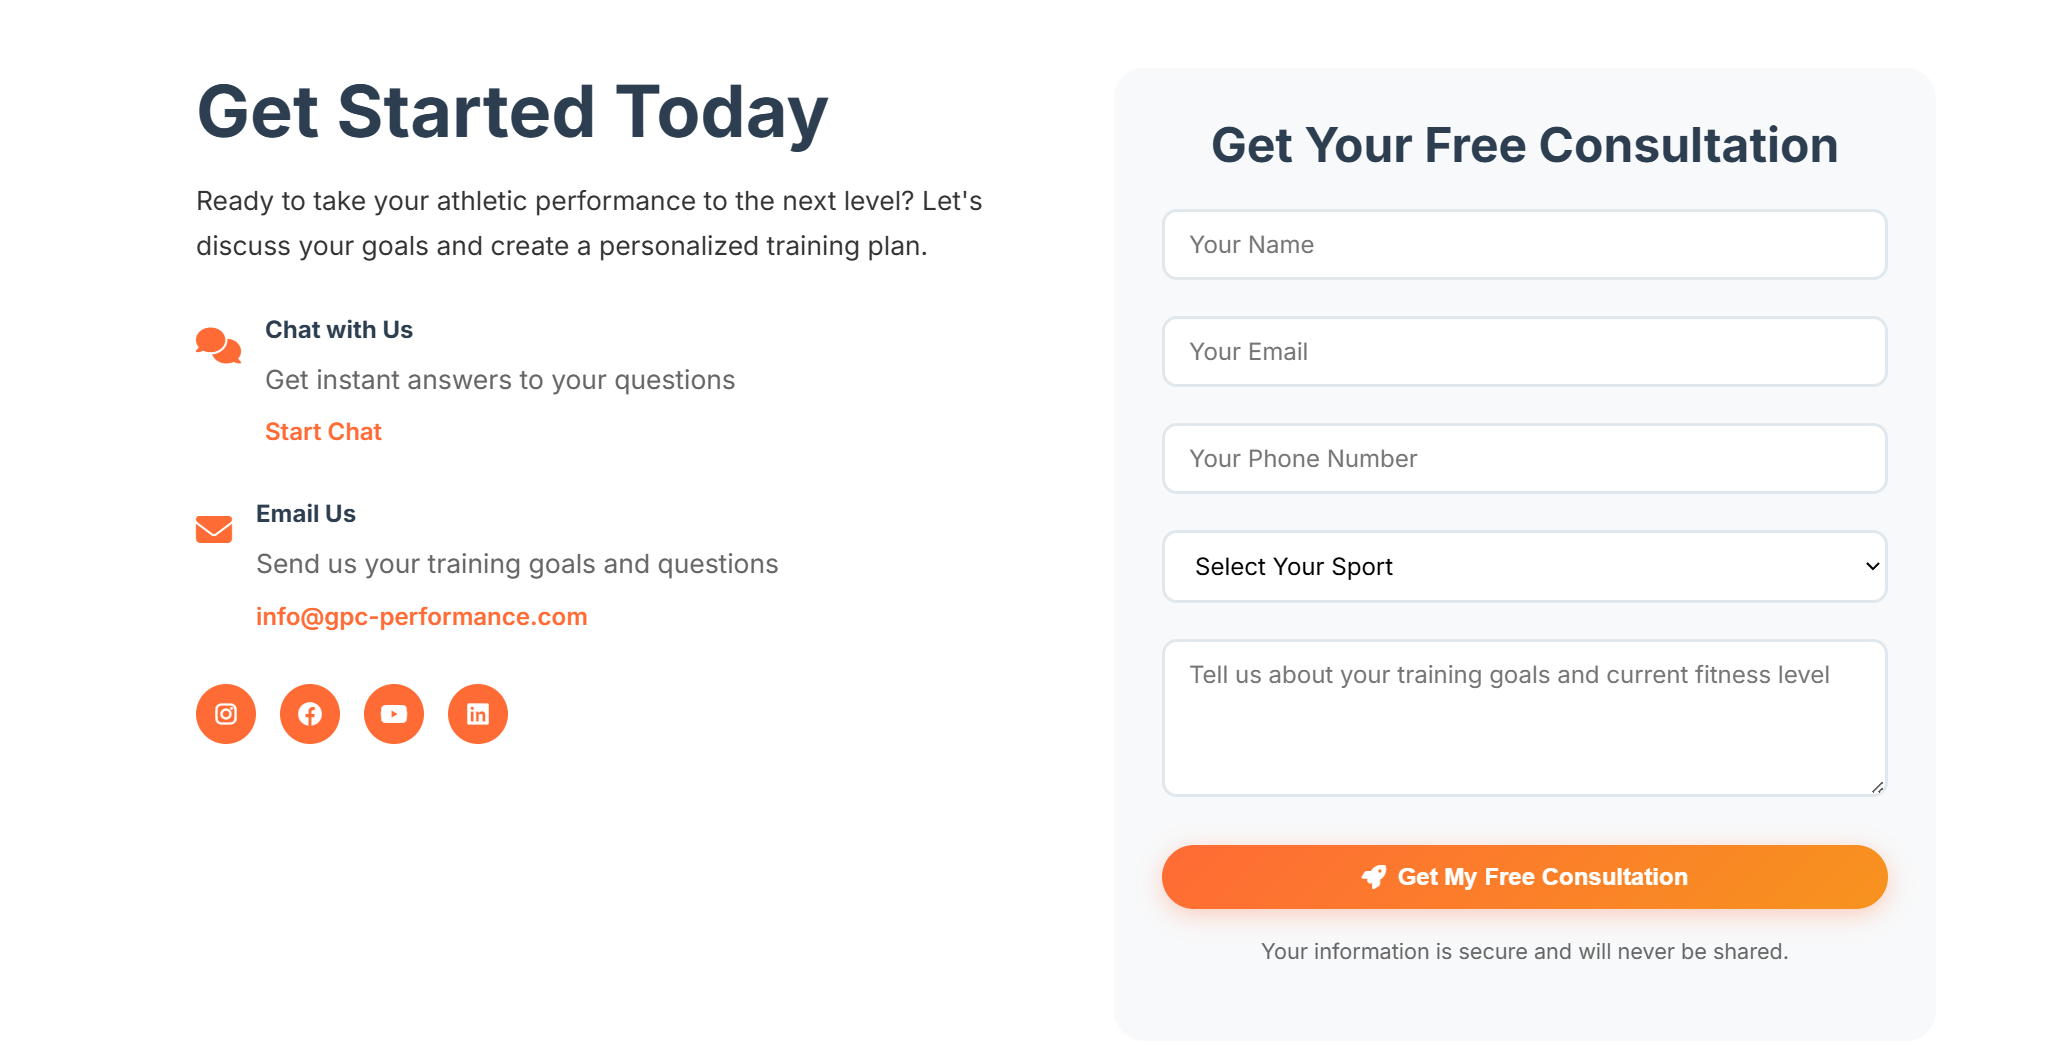 Get Started Today
Ready to take your athletic performance to the next level? Let's
discuss your goals and create a personalized training plan.
Chat with Us
Get instant answers to your questions
Start Chat
Email Us
Send us your training goals and questions
info@gpc-performance.com
Get Your Free Consultation
Your Name
Your Email
Your Phone Number
Select Your Sport
Tell us about your training goals and current fitness level
Get My Free Consultation
Your information is secure and will never be shared.